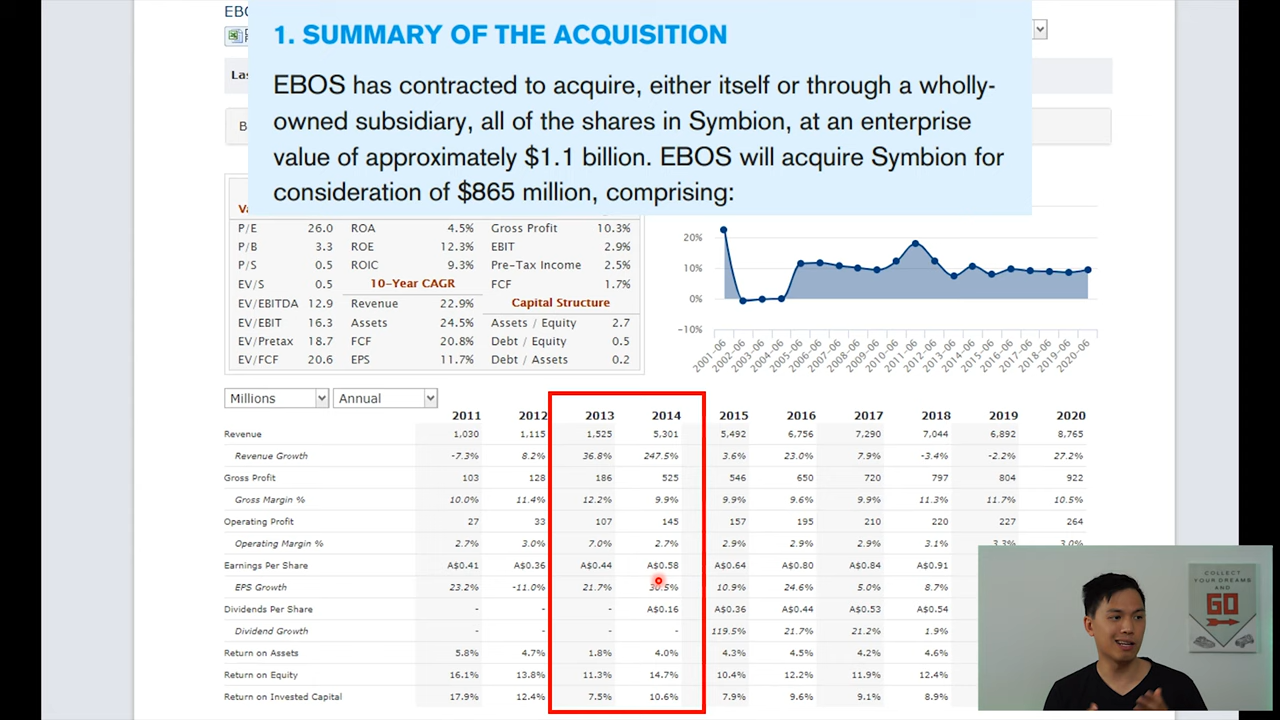 EBO
1. SUMMARY OF THE ACQUISITION
EBOS has contracted to acquire, either itself or through a wholly-
owned subsidiary, all of the shares in Symbion, at an enterprise
value of approximately $1.1 billion. EBOS will acquire Symbion for
consideration of $865 million, comprising:
Las
B
Va
P/E 26.0 ROA 4.5% Gross Profit 10.3%
P/B 3.3 ROE 12.3% EBIT 2.9%
P/S 0.5 ROIC 9.3% Pre-Tax Income 2.5%
EV/S 0.5 10-Year CAGR FCF 1.7%
EV/EBITDA 12.9 Revenue 22.9% Capital Structure
EV/EBIT 16.3 Assets 24.5% Assets / Equity 2.7
EV/Pretax 18.7 FCF 20.8% Debt / Equity 0.5
EV/FCF 20.6 EPS 11.7% Debt / Assets 0.2
20%
10%
0%
-10%
2001-06 2002-06 2003-06 2004-06 2005-06 2006-06 2007-06 2008-06 2009-06 2010-06 2011-06 2012-06 2013-06 2014-06 2015-06 2016-06 2017-06 2018-06 2019-06 2020-06
Millions Annual
2011 2012 2013 2014 2015 2016 2017 2018 2019 2020
Revenue 1,030 1,115 1,525 5,301 5,492 6,756 7,290 7,044 6,892 8,765
Revenue Growth -7.3% 8.2% 36.8% 247.5% 3.6% 23.0% 7.9% -3.4% -2.2% 27.2%
Gross Profit 103 128 186 525 546 650 720 797 804 922
Gross Margin % 10.0% 11.4% 12.2% 9.9% 9.9% 9.6% 9.9% 11.3% 11.7% 10.5%
Operating Profit 27 33 107 145 157 195 210 220 227 264
Operating Margin % 2.7% 3.0% 7.0% 2.7% 2.9% 2.9% 2.9% 3.1% 3.3% 3.0%
Earnings Per Share A$0.41 A$0.36 A$0.44 A$0.58 A$0.64 A$0.80 A$0.84 A$0.91
EPS Growth 23.2% -11.0% 21.7% 30.5% 10.9% 24.6% 5.0% 8.7%
Dividends Per Share - - - A$0.16 A$0.36 A$0.44 A$0.53 A$0.54
Dividend Growth - - - - 119.5% 21.7% 21.2% 1.9%
Return on Assets 5.8% 4.7% 1.8% 4.0% 4.3% 4.5% 4.2% 4.6%
Return on Equity 16.1% 13.8% 11.3% 14.7% 10.4% 12.2% 11.9% 12.4%
Return on Invested Capital 17.9% 12.4% 7.5% 10.6% 7.9% 9.6% 9.1% 8.9%
COLLECT
YOUR DREAMS
AND
GO